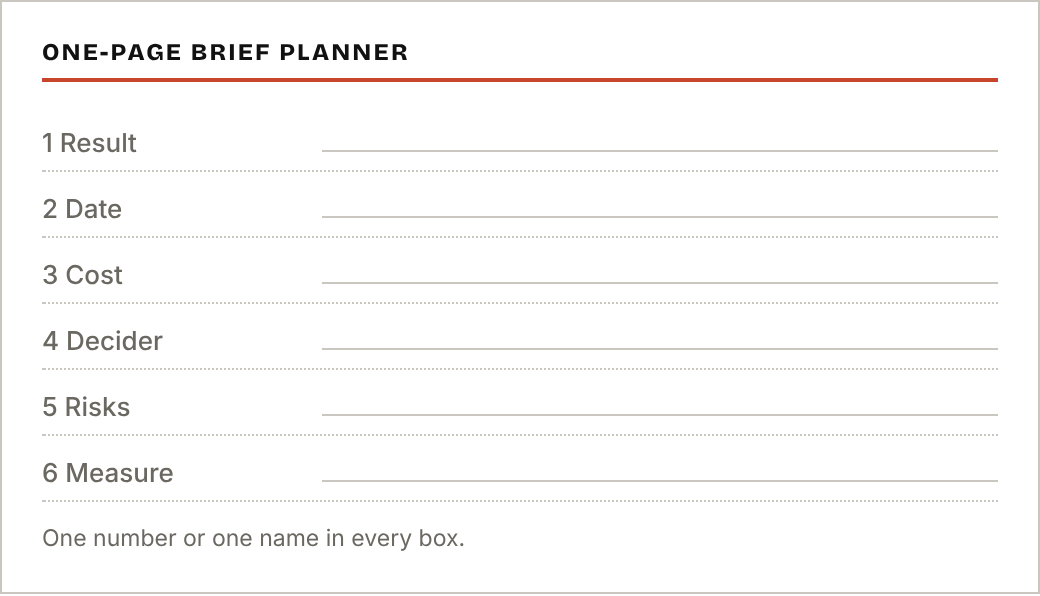 ONE-PAGE BRIEF PLANNER
1 Result
2 Date
3 Cost
4 Decider
5 Risks
6 Measure
One number or one name in every box.